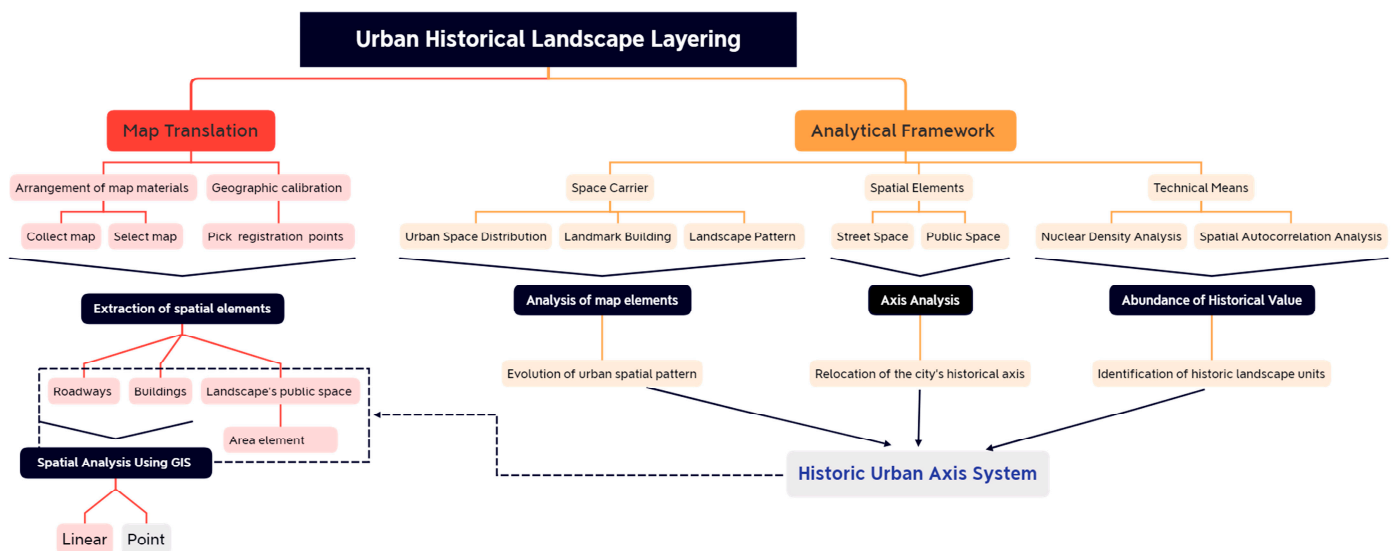 Urban Historical Landscape Layering
Map Translation
Analytical Framework
Arrangement of map materials
Geographic calibration
Space Carrier
Spatial Elements
Technical Means
Collect map
Select map
Pick registration points
Urban Space Distribution
Landmark Building
Landscape Pattern
Street Space
Public Space
Nuclear Density Analysis
Spatial Autocorrelation Analysis
Extraction of spatial elements
Analysis of map elements
Axis Analysis
Abundance of Historical Value
Roadways
Buildings
Landscape's public space
Evolution of urban spatial pattern
Relocation of the city's historical axis
Identification of historic landscape units
Area element
Spatial Analysis Using GIS
Historic Urban Axis System
Linear
Point